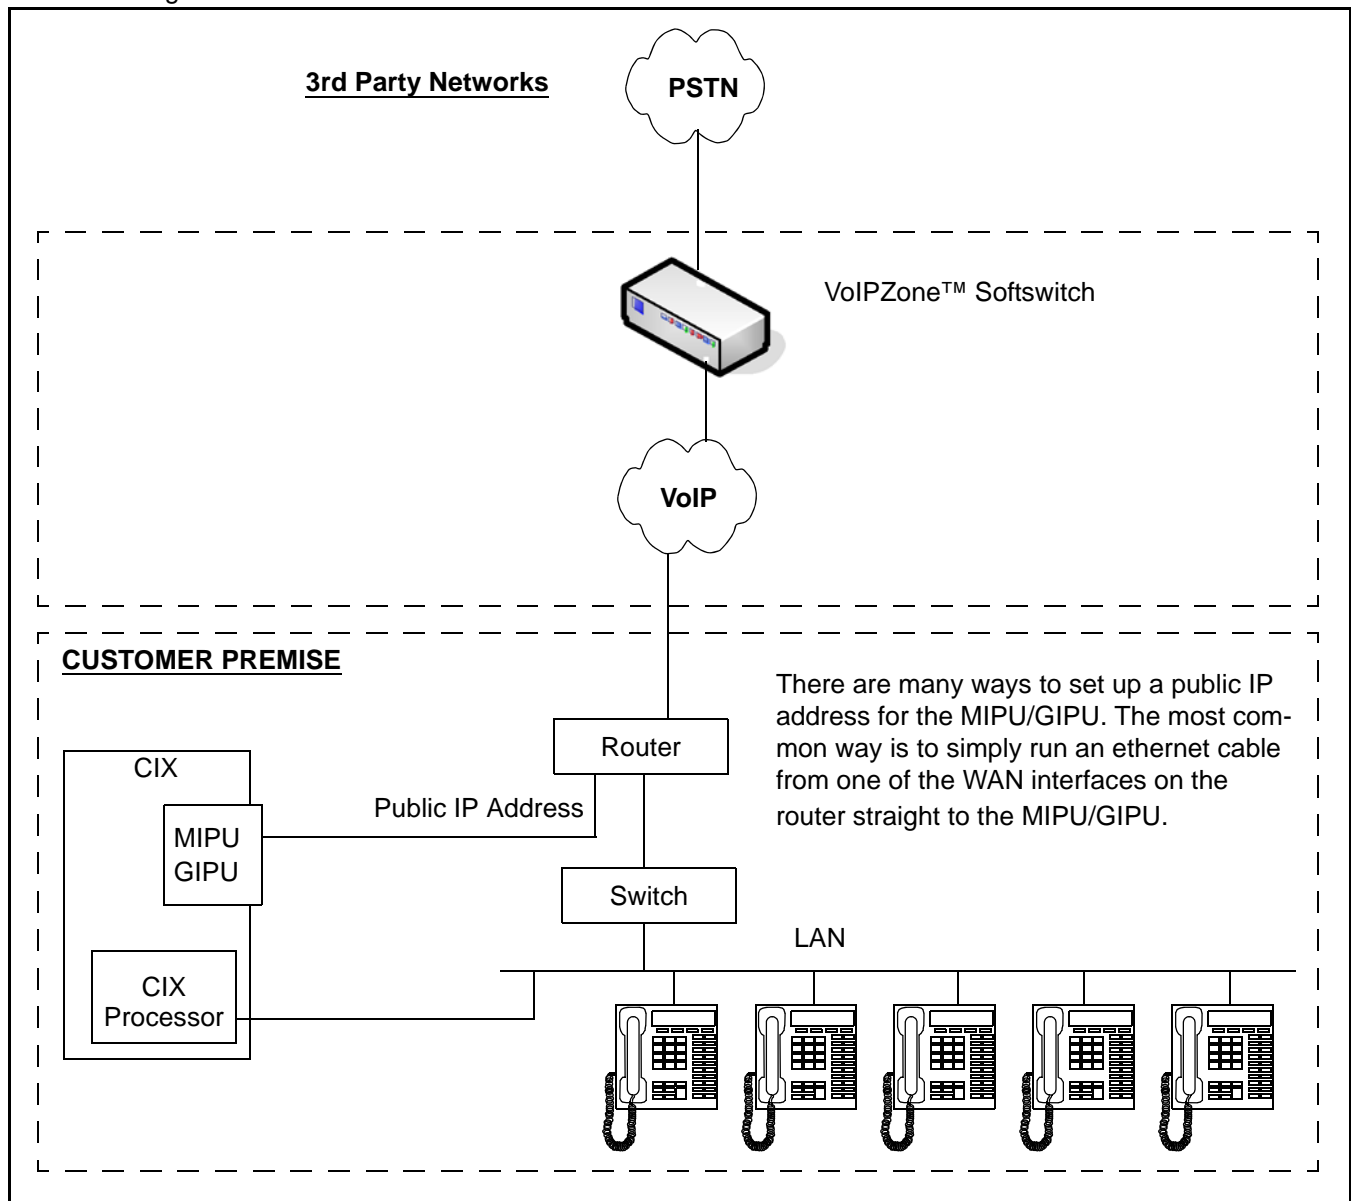 3rd Party Networks
PSTN
VoIPZone™ Softswitch
VoIP
CUSTOMER PREMISE
There are many ways to set up a public IP
address for the MIPU/GIPU. The most com-
mon way is to simply run an ethernet cable
from one of the WAN interfaces on the
router straight to the MIPU/GIPU.
Router
CIX
Public IP Address
MIPU
GIPU
Switch
LAN
CIX
Processor